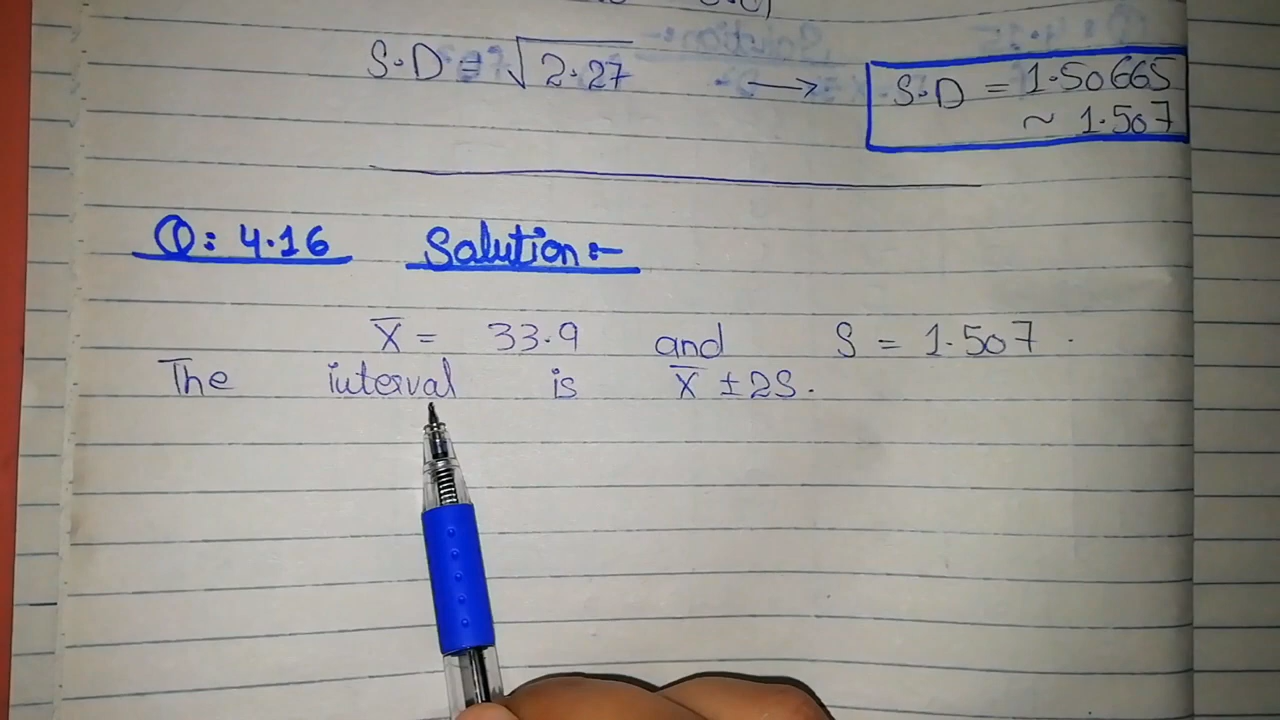 S.D = √2.27 → S.D = 1.50665
~ 1.507
Q: 4.16 Solution:-
X̅ = 33.9 and S = 1.507.
The interval is X̅ ± 2S.